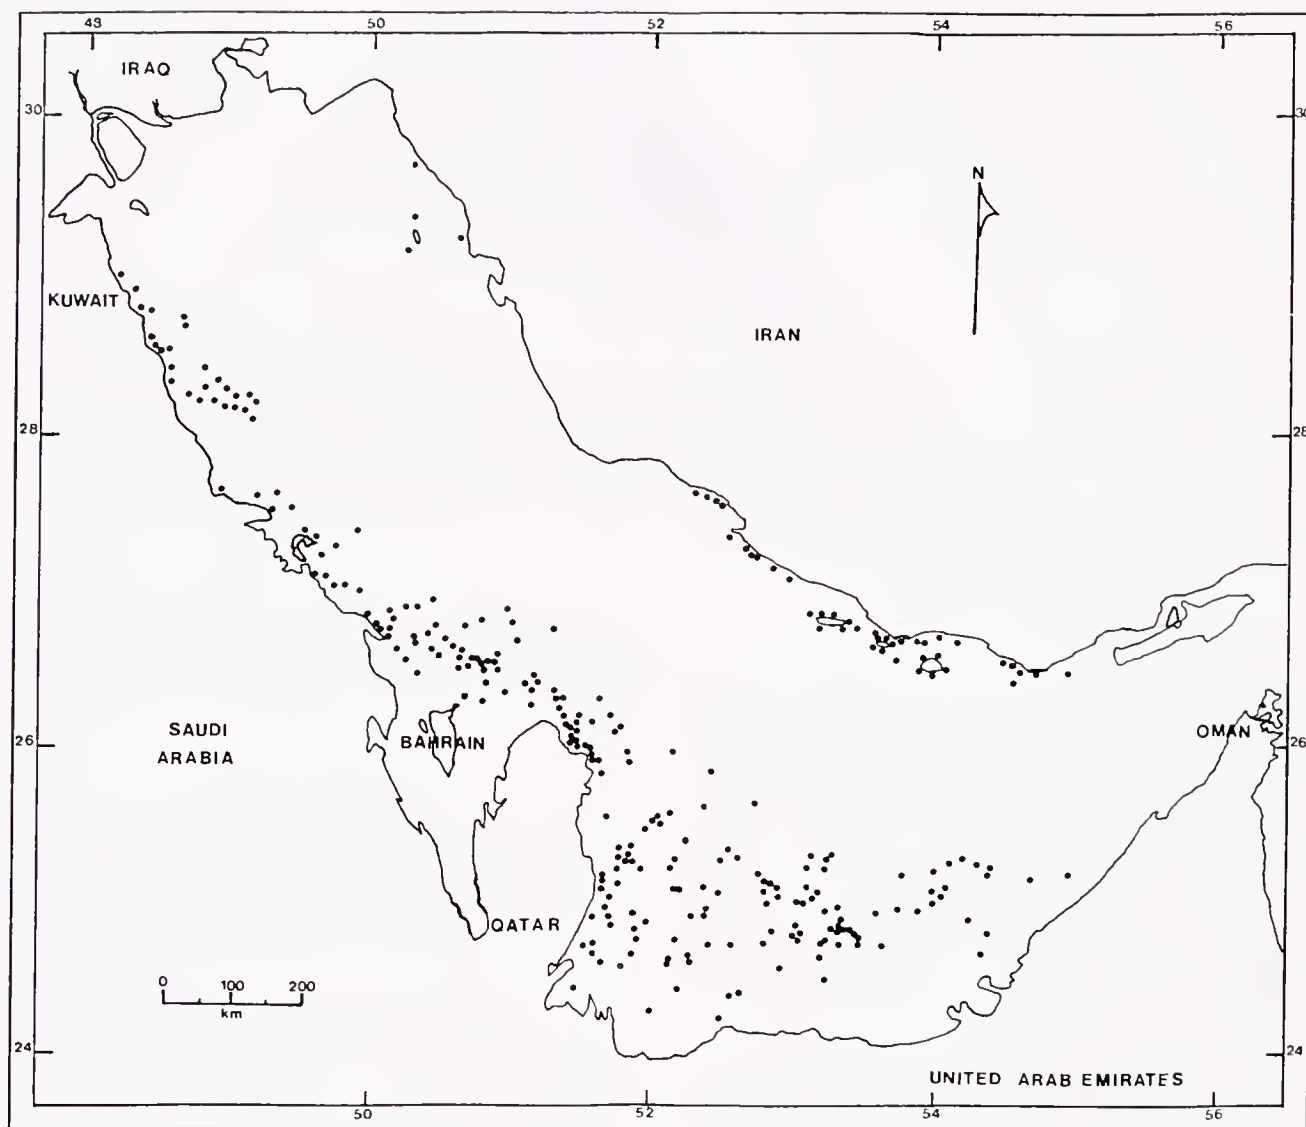 43 50 52 54 56
IRAQ
30 30
N
KUWAIT
IRAN
28 28
SAUDI
ARABIA
BAHRAIN
OMAN
26 26
QATAR
0 100 200
km
24 24
UNITED ARAB EMIRATES
50 52 54 56